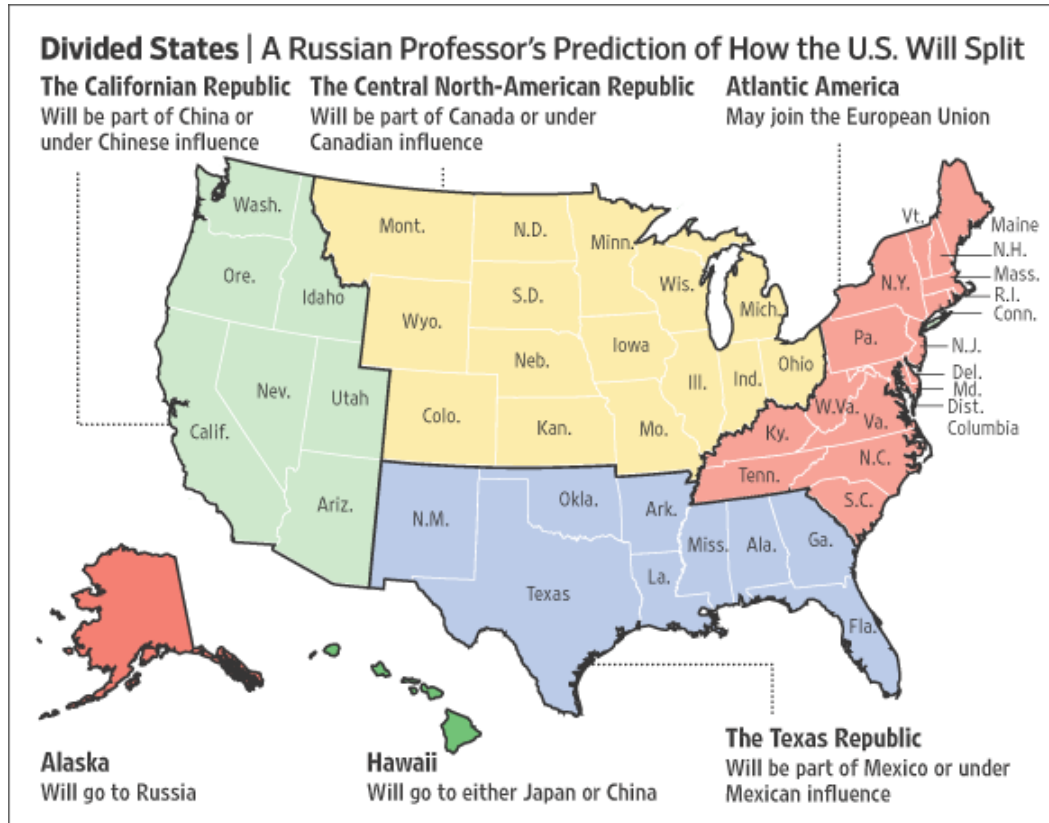 Divided States | A Russian Professor's Prediction of How the U.S. Will Split
The Californian Republic
Will be part of China or
under Chinese influence
The Central North-American Republic
Will be part of Canada or under
Canadian influence
Atlantic America
May join the European Union
Wash.
Ore.
Idaho
Calif.
Nev.
Utah
Ariz.
Mont.
N.D.
Minn.
S.D.
Wyo.
Neb.
Iowa
Wis.
Mich.
Colo.
Kan.
Mo.
Ill.
Ind.
Ohio
Vt.
Maine
N.H.
Mass.
R.I.
Conn.
N.Y.
Pa.
N.J.
Del.
Md.
Dist.
Columbia
W.Va.
Va.
Ky.
Tenn.
N.C.
S.C.
N.M.
Okla.
Ark.
Texas
La.
Miss.
Ala.
Ga.
Fla.
Alaska
Will go to Russia
Hawaii
Will go to either Japan or China
The Texas Republic
Will be part of Mexico or under
Mexican influence